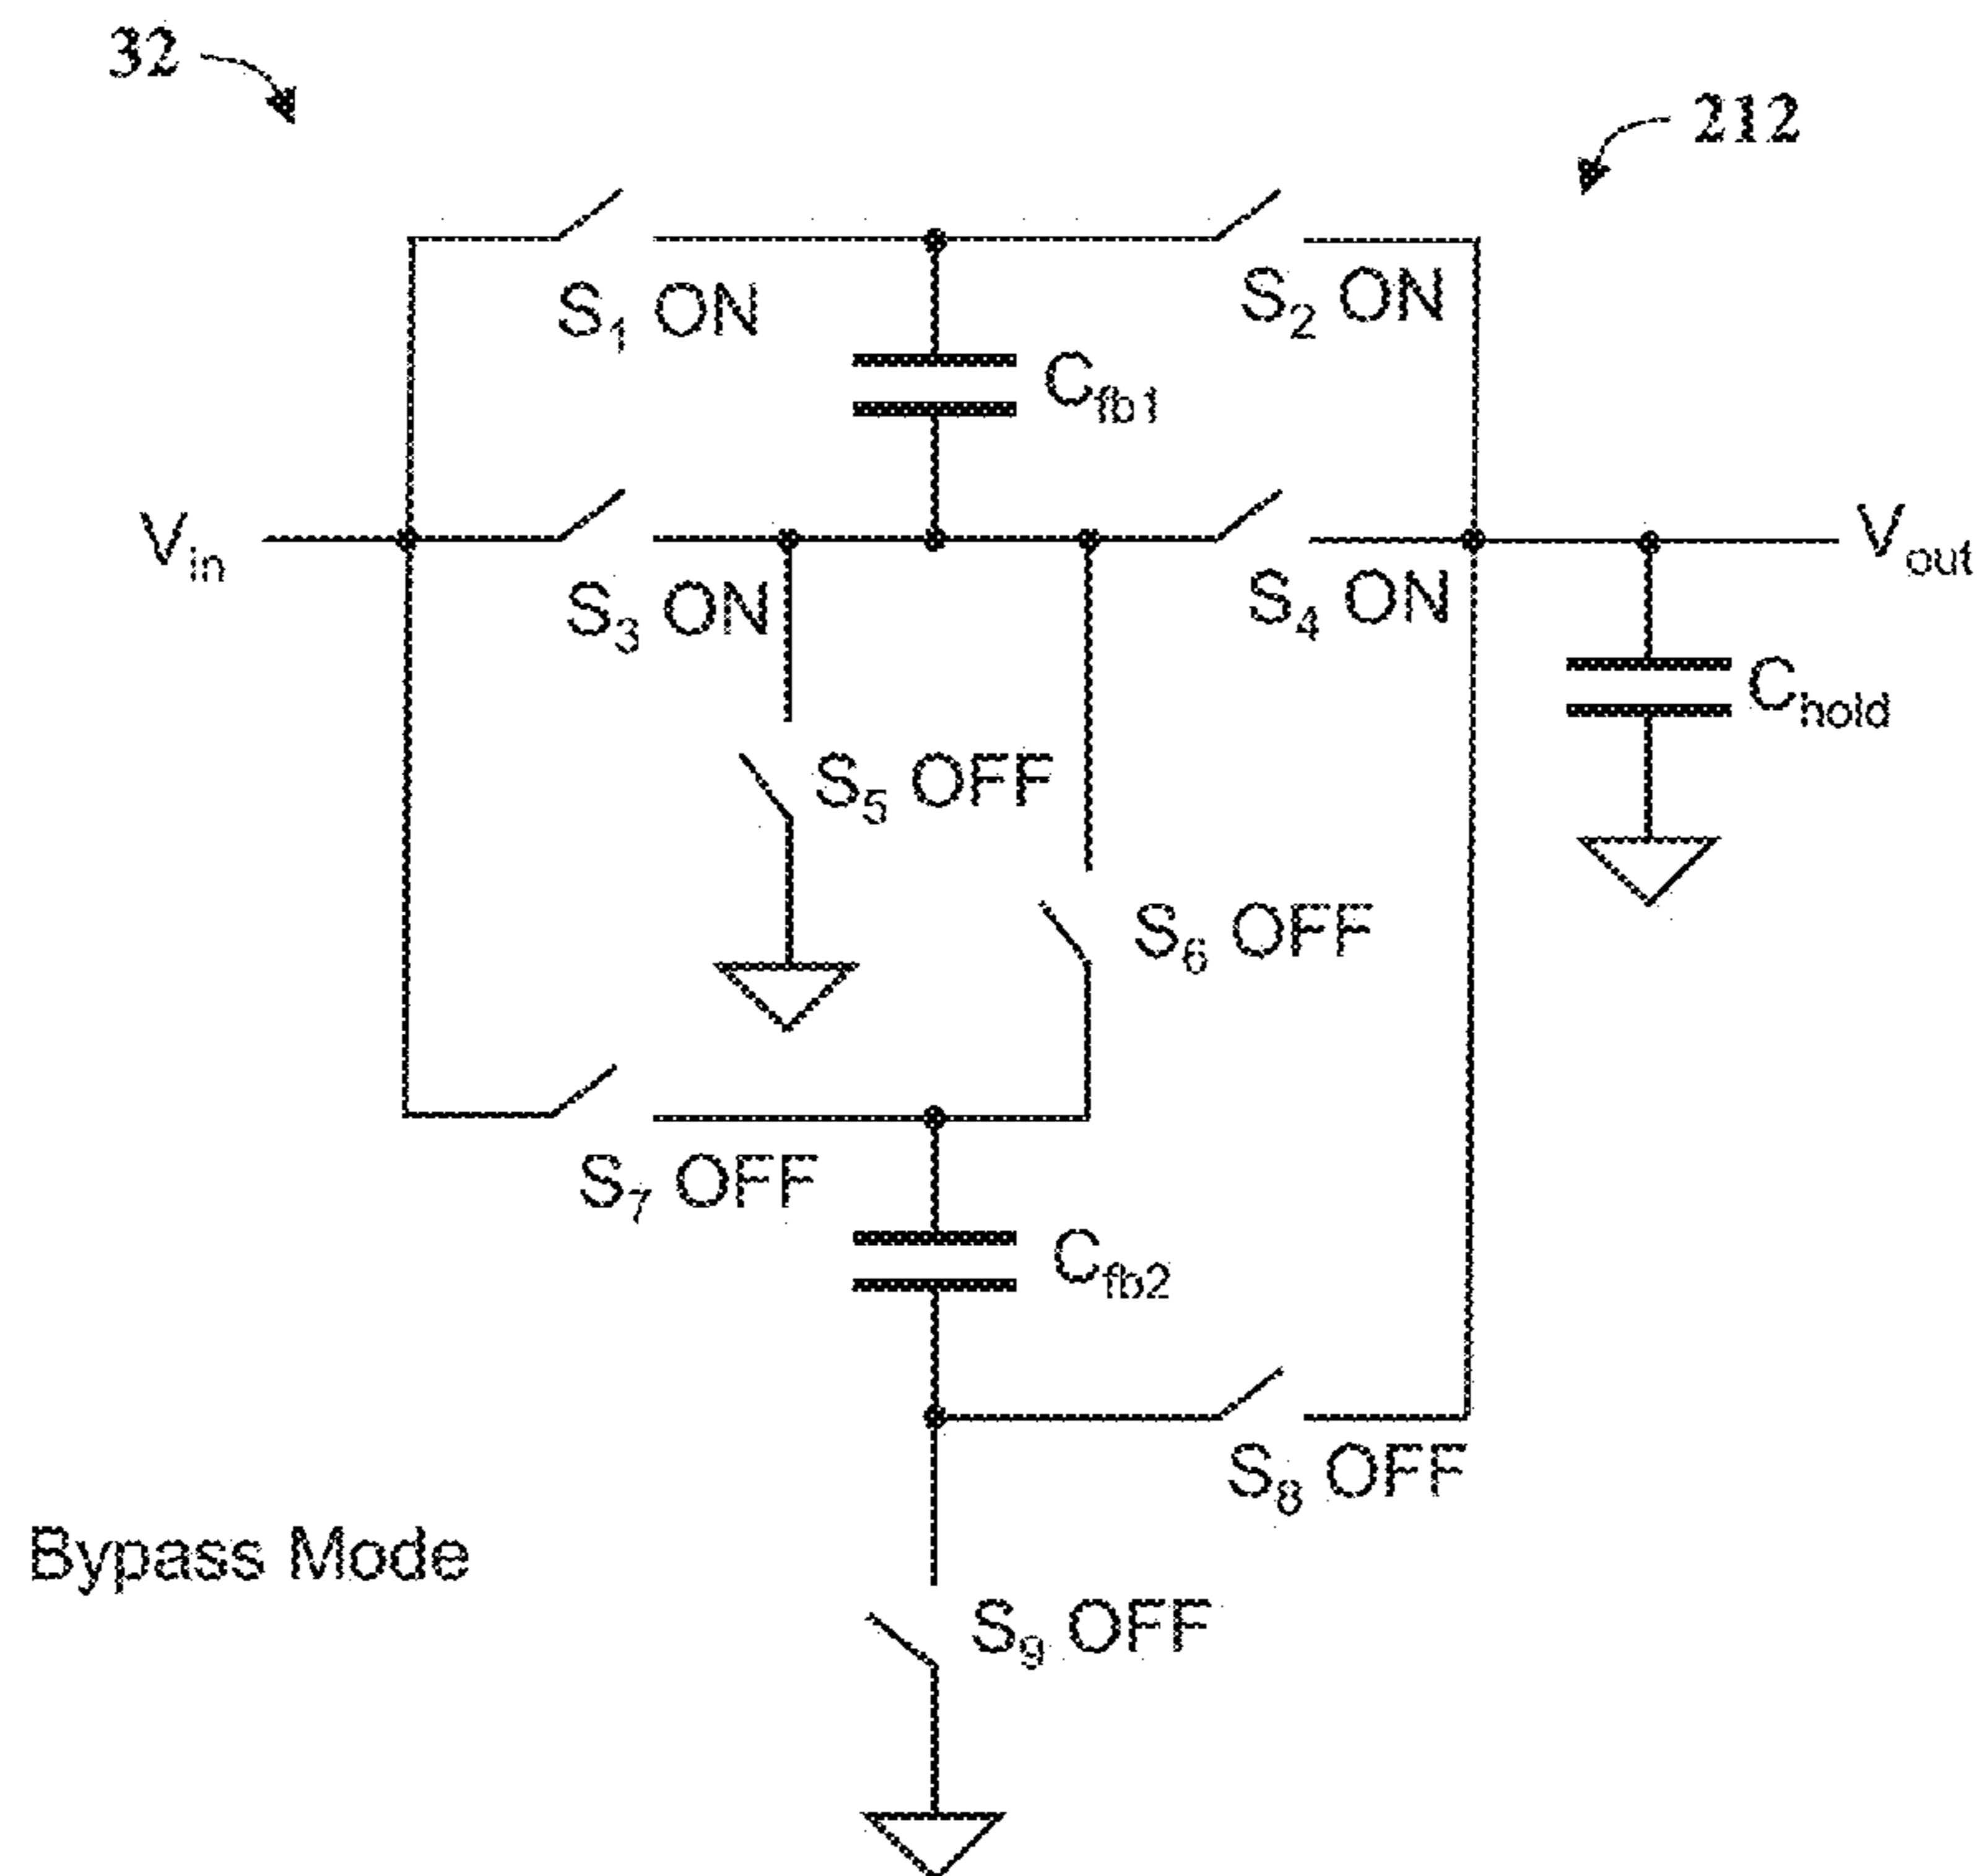 32
212
S1 ON
S2 ON
Cfb1
Vin
Vout
S3 ON
S4 ON
Chold
S5 OFF
S6 OFF
S7 OFF
Cfb2
S8 OFF
Bypass Mode
S9 OFF